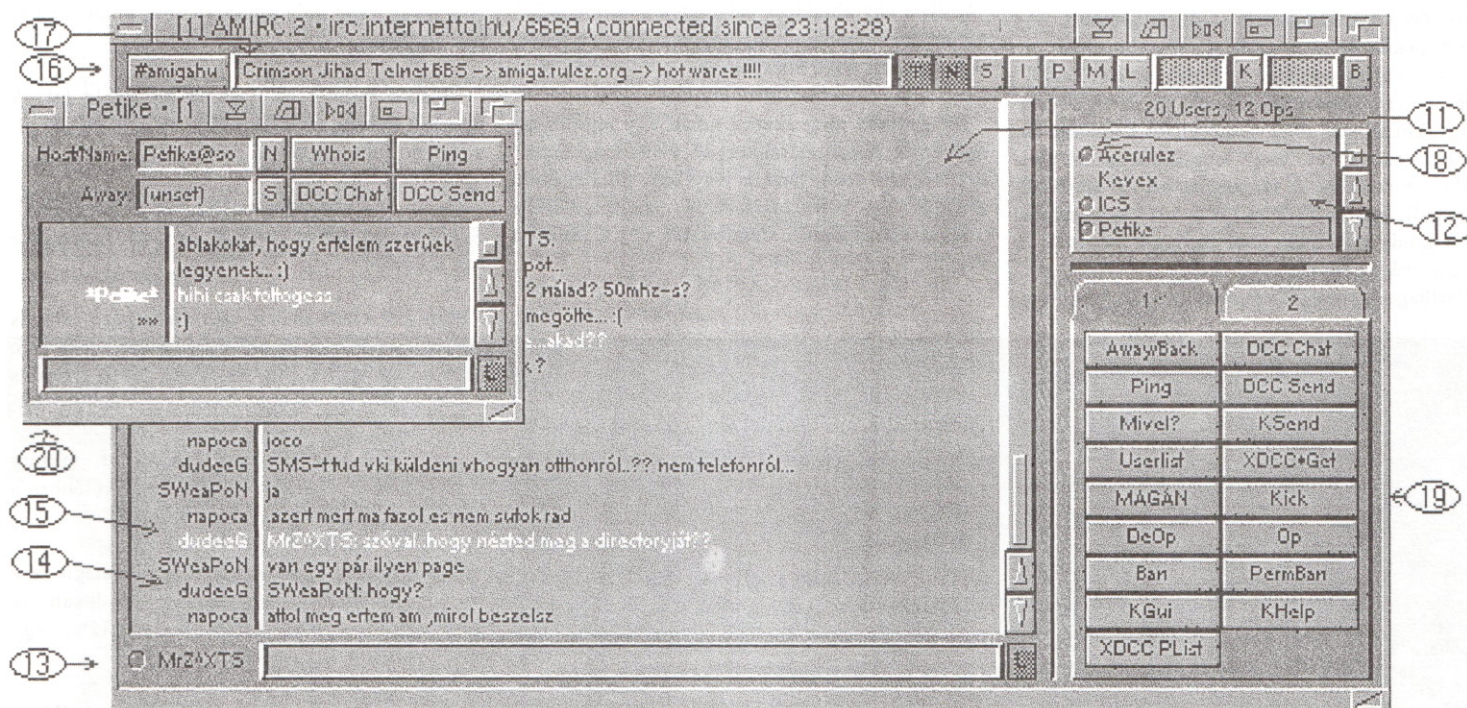 [1] AMIRC.2 · irc.internetto.hu/6669 (connected since 23:18:28)
17
16
#amigahu
Crimson Jihad Telnet BBS -> amiga.rulez.org -> hot warez !!!!
T N S I P M L K B
Petike · [1
Host/Name: Petike@so N Whois Ping
Away: (unset) S DCC Chat DCC Send
ablakokat, hogy értelem szerüek
legyenek... :)
*Petike* hihi csak foltogess
»» :)
20
TS.
pot...
2 nálad? 50mhz-s?
megölte... :(
e...akad??
k?
napoca joco
dudeeG SMS-t tud vki küldeni vhogyan otthonról..?? nem telefonról...
SWeaPoN ja
napoca .azert mert ma fazol es nem sutok rad
dudeeG MrZ^XTS: szóval..hogy nézted meg a directoryját??
SWeaPoN van egy pár ilyen page
dudeeG SWeaPoN: hogy?
napoca attol meg ertem am ,mirol beszelsz
15
14
13
MrZ^XTS
20 Users, 12 Ops
Acerulez
Kevex
ICS
Petike
11
18
12
1 2
Away/Back DCC Chat
Ping DCC Send
Mivel? KSend
Userlist XDCC•Get
MAGÁN Kick
DeOp Op
Ban PermBan
KGui KHelp
XDCC PList
19